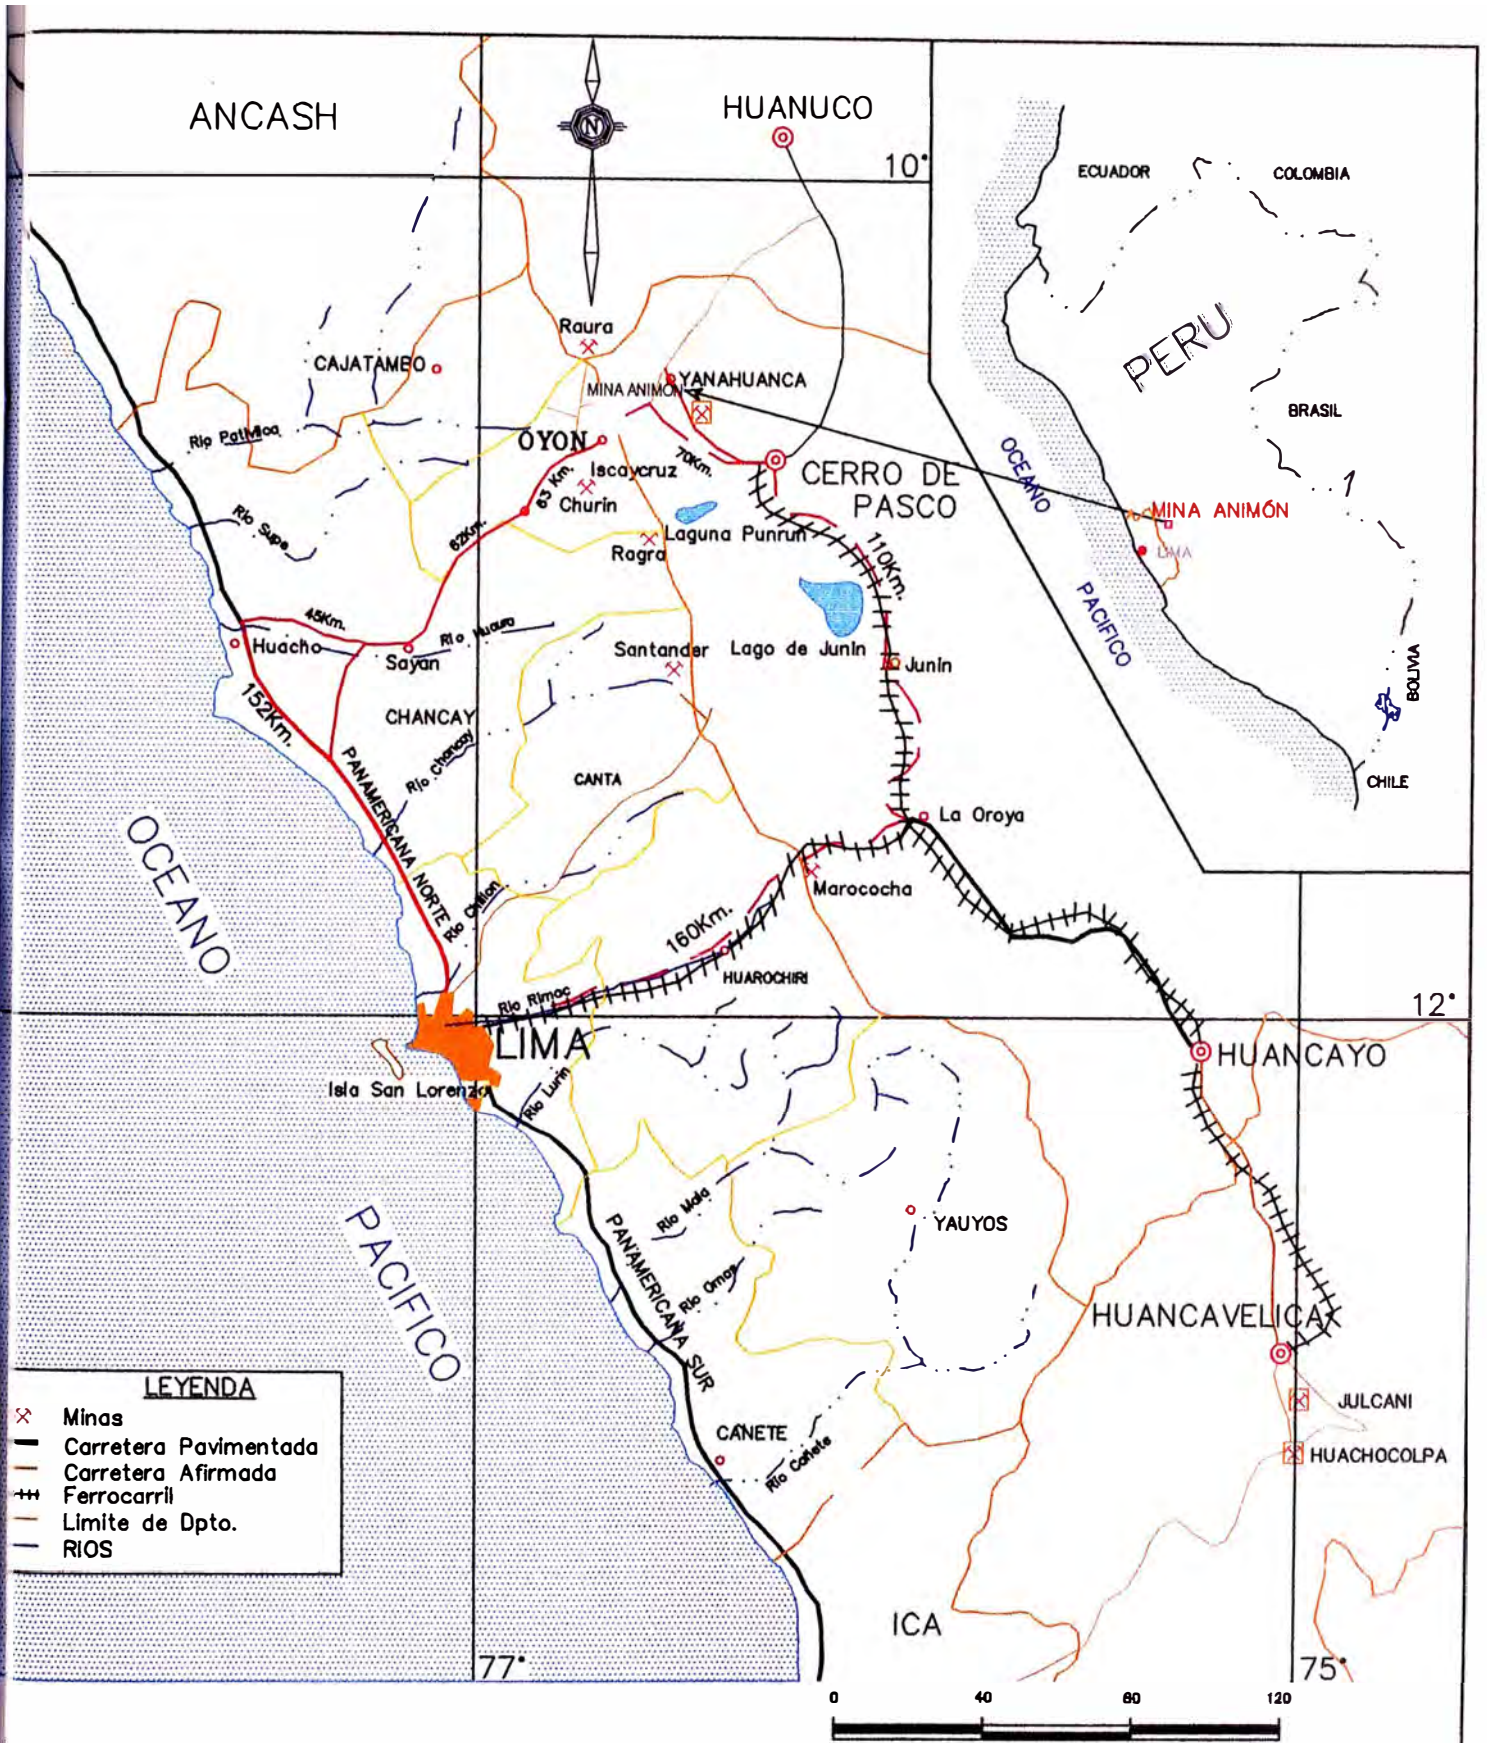 ANCASH
HUANUCO
N
10°
ECUADOR
COLOMBIA
PERU
BRASIL
OCEANO
PACIFICO
MINA ANIMÓN
LIMA
BOLIVIA
CHILE
Raura
CAJATAMBO
YANAHUANCA
MINA ANIMON
Rio Pativilca
OYON
70Km.
CERRO DE
PASCO
63 Km.
Iscaycruz
Churin
Rio Supe
62Km.
Laguna Punrun
Ragra
110Km.
45Km.
Huacho
Sayan
Rio Huaura
Santander
Lago de Junin
Junin
152Km.
CHANCAY
Rio Chancay
PANAMERICANA NORTE
CANTA
La Oroya
OCEANO
Marococha
Rio Chillon
160Km.
HUAROCHIRI
Rio Rimac
12°
LIMA
HUANCAYO
Isla San Lorenzo
Rio Lurin
PACIFICO
Rio Mala
YAUYOS
PANAMERICANA SUR
Rio Omas
HUANCAVELICA
LEYENDA
Minas
Carretera Pavimentada
Carretera Afirmada
Ferrocarril
Limite de Dpto.
RIOS
JULCANI
CAÑETE
Rio Cañete
HUACHOCOLPA
ICA
77°
75°
0 40 80 120